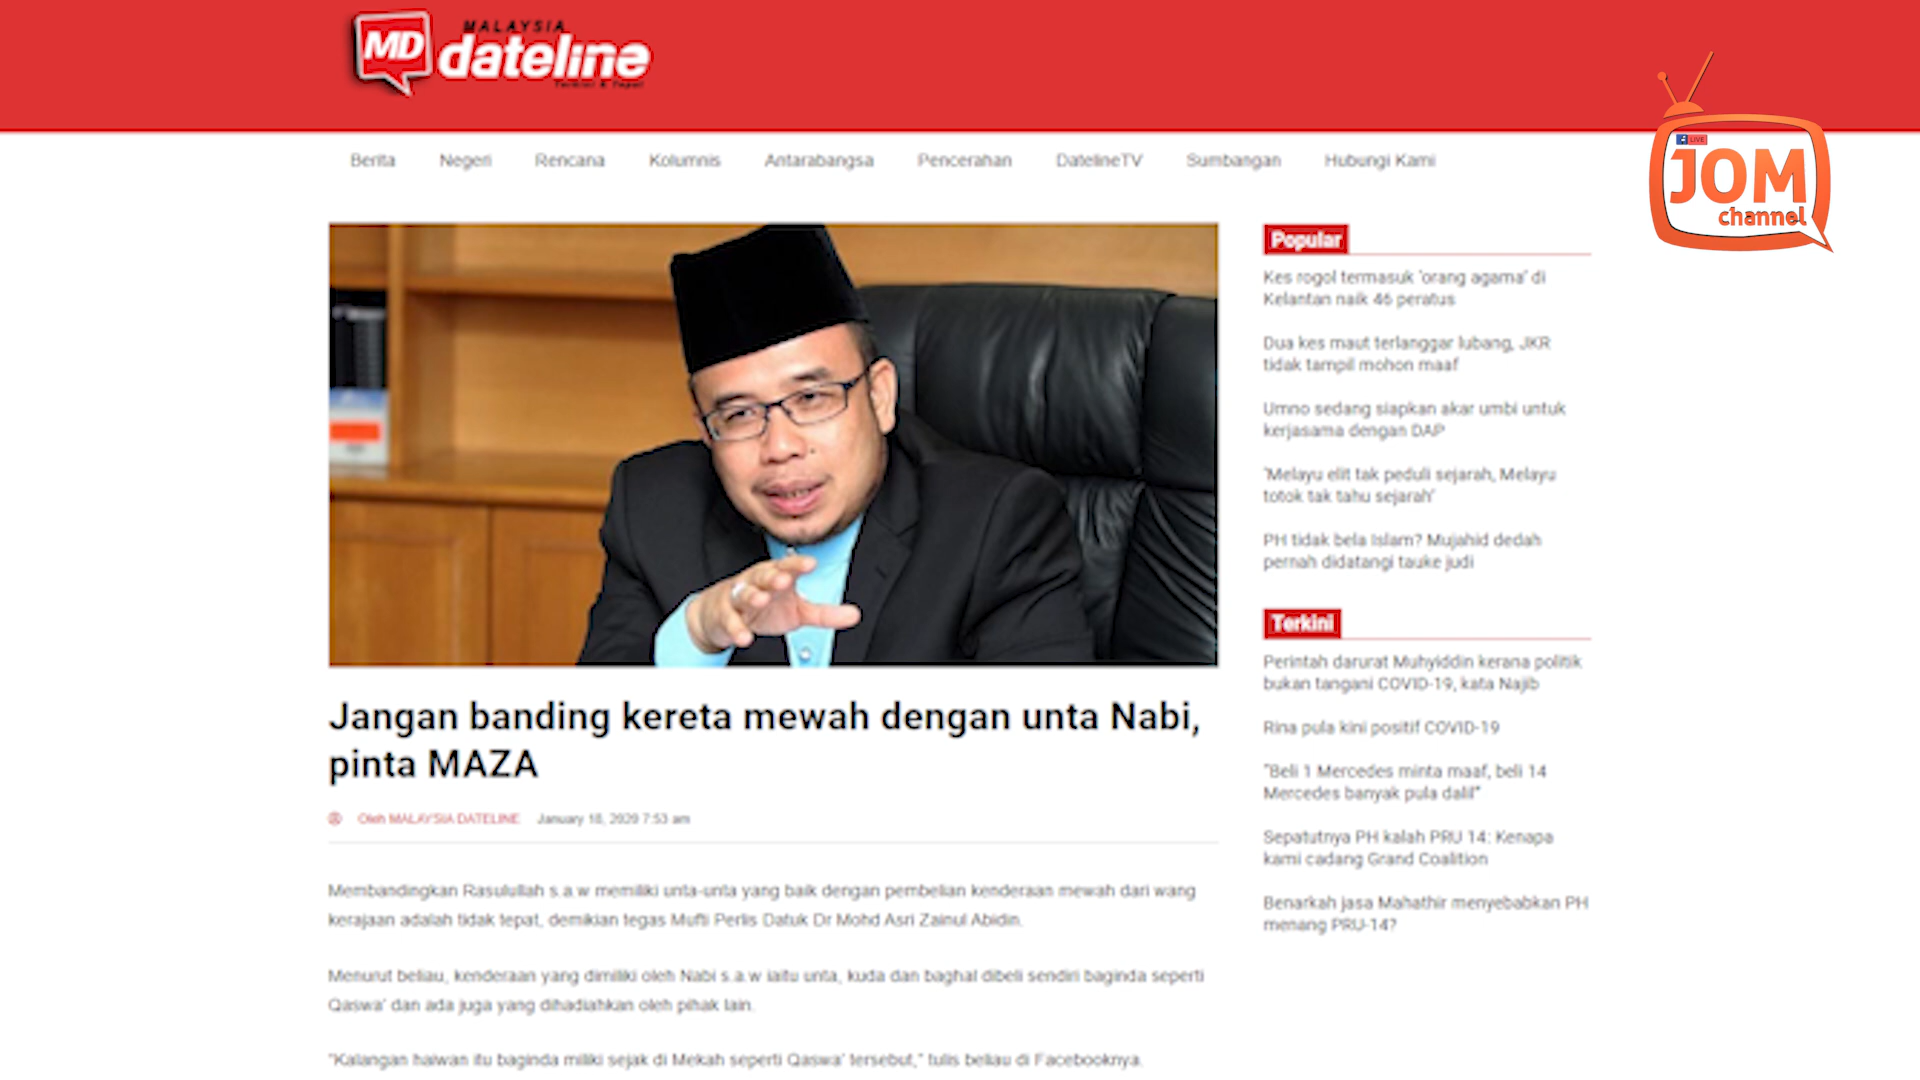 MALAYSIA
MD dateline
Terkini & Tepat
Berita Negeri Rencana Kolumnis Antarabangsa Pencerahan DatelineTV Sumbangan Hubungi Kami
LIVE
JOM
channel
Jangan banding kereta mewah dengan unta Nabi,
pinta MAZA
Oleh MALAYSIA DATELINE January 18, 2020 7:53 am
Membandingkan Rasulullah s.a.w memiliki unta-unta yang baik dengan pembelian kenderaan mewah dari wang
kerajaan adalah tidak tepat, demikian tegas Mufti Perlis Datuk Dr Mohd Asri Zainul Abidin.
Menurut beliau, kenderaan yang dimiliki oleh Nabi s.a.w iaitu unta, kuda dan baghal dibeli sendiri baginda seperti
Qaswa' dan ada juga yang dihadiahkan oleh pihak lain.
"Kalangan haiwan itu baginda miliki sejak di Mekah seperti Qaswa' tersebut," tulis beliau di Facebooknya.
Popular
Kes rogol termasuk 'orang agama' di
Kelantan naik 46 peratus
Dua kes maut terlanggar lubang, JKR
tidak tampil mohon maaf
Umno sedang siapkan akar umbi untuk
kerjasama dengan DAP
'Melayu elit tak peduli sejarah, Melayu
totok tak tahu sejarah'
PH tidak bela Islam? Mujahid dedah
pernah didatangi tauke judi
Terkini
Perintah darurat Muhyiddin kerana politik
bukan tangani COVID-19, kata Najib
Rina pula kini positif COVID-19
"Beli 1 Mercedes minta maaf, beli 14
Mercedes banyak pula dalil"
Sepatutnya PH kalah PRU 14: Kenapa
kami cadang Grand Coalition
Benarkah jasa Mahathir menyebabkan PH
menang PRU-14?